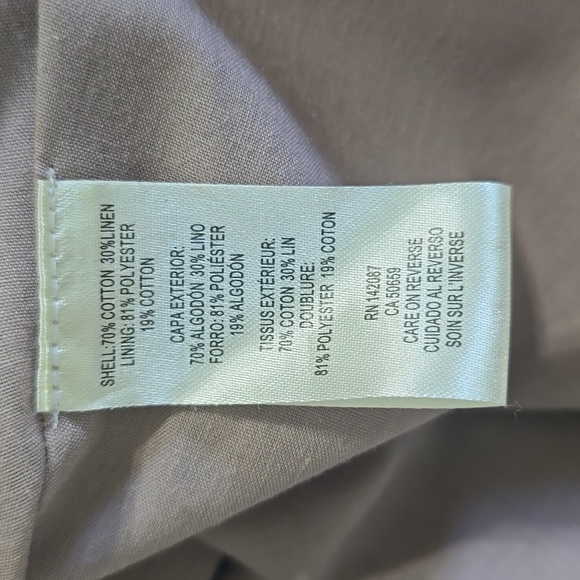 SHELL:70% COTTON 30%LINEN
LINING: 81% POLYESTER
19% COTTON
CAPA EXTERIOR:
70% ALGODÓN 30% LINO
FORRO: 81% POLIÉSTER
19% ALGODÓN
TISSUS EXTÉRIEUR:
70% COTON 30% LIN
DOUBLURE:
81% POLYESTER 19% COTON
RN 142087
CA 50659
CARE ON REVERSE
CUIDADO AL REVERSO
SOIN SUR L'INVERSE